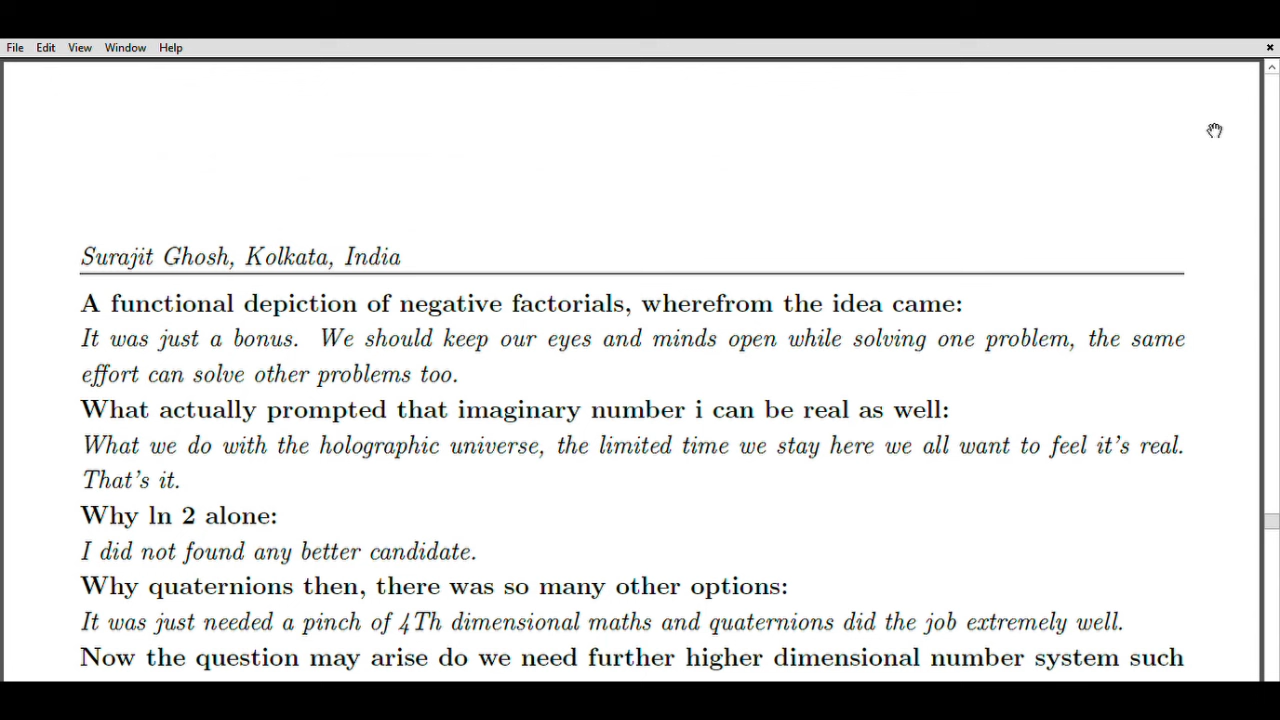 File Edit View Window Help
Surajit Ghosh, Kolkata, India
A functional depiction of negative factorials, wherefrom the idea came:
It was just a bonus. We should keep our eyes and minds open while solving one problem, the same
effort can solve other problems too.
What actually prompted that imaginary number i can be real as well:
What we do with the holographic universe, the limited time we stay here we all want to feel it's real.
That's it.
Why ln 2 alone:
I did not found any better candidate.
Why quaternions then, there was so many other options:
It was just needed a pinch of 4Th dimensional maths and quaternions did the job extremely well.
Now the question may arise do we need further higher dimensional number system such